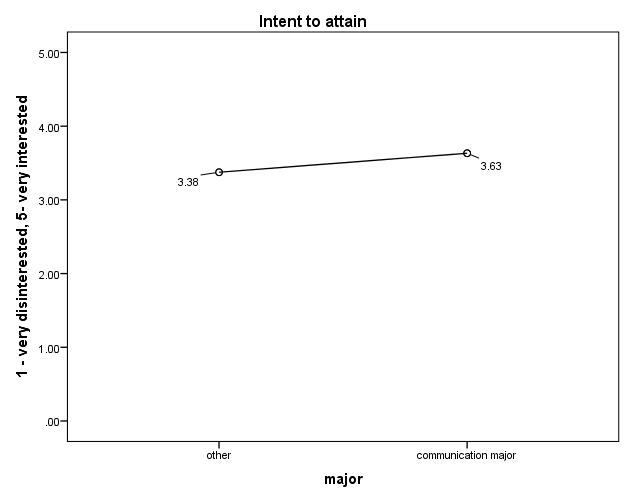 Intent to attain
1 - very disinterested, 5- very interested
5.00
4.00
3.00
2.00
1.00
.00
3.38
3.63
other
communication major
major